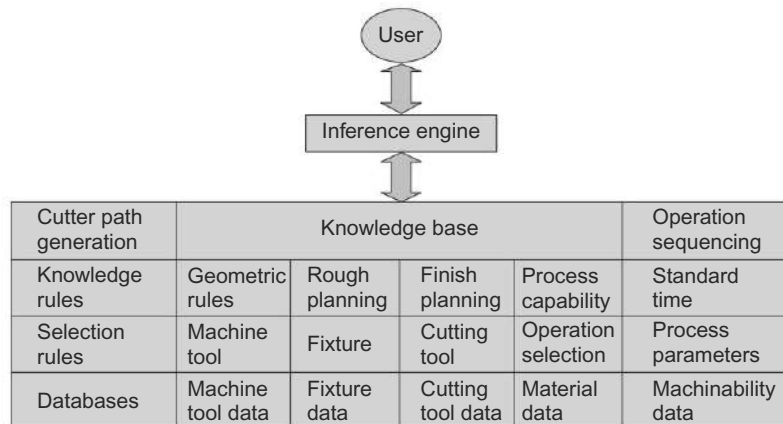 User
Inference engine
Cutter path
generation
Knowledge base
Operation
sequencing
Knowledge
rules
Geometric
rules
Rough
planning
Finish
planning
Process
capability
Standard
time
Selection
rules
Machine
tool
Fixture
Cutting
tool
Operation
selection
Process
parameters
Databases
Machine
tool data
Fixture
data
Cutting
tool data
Material
data
Machinability
data